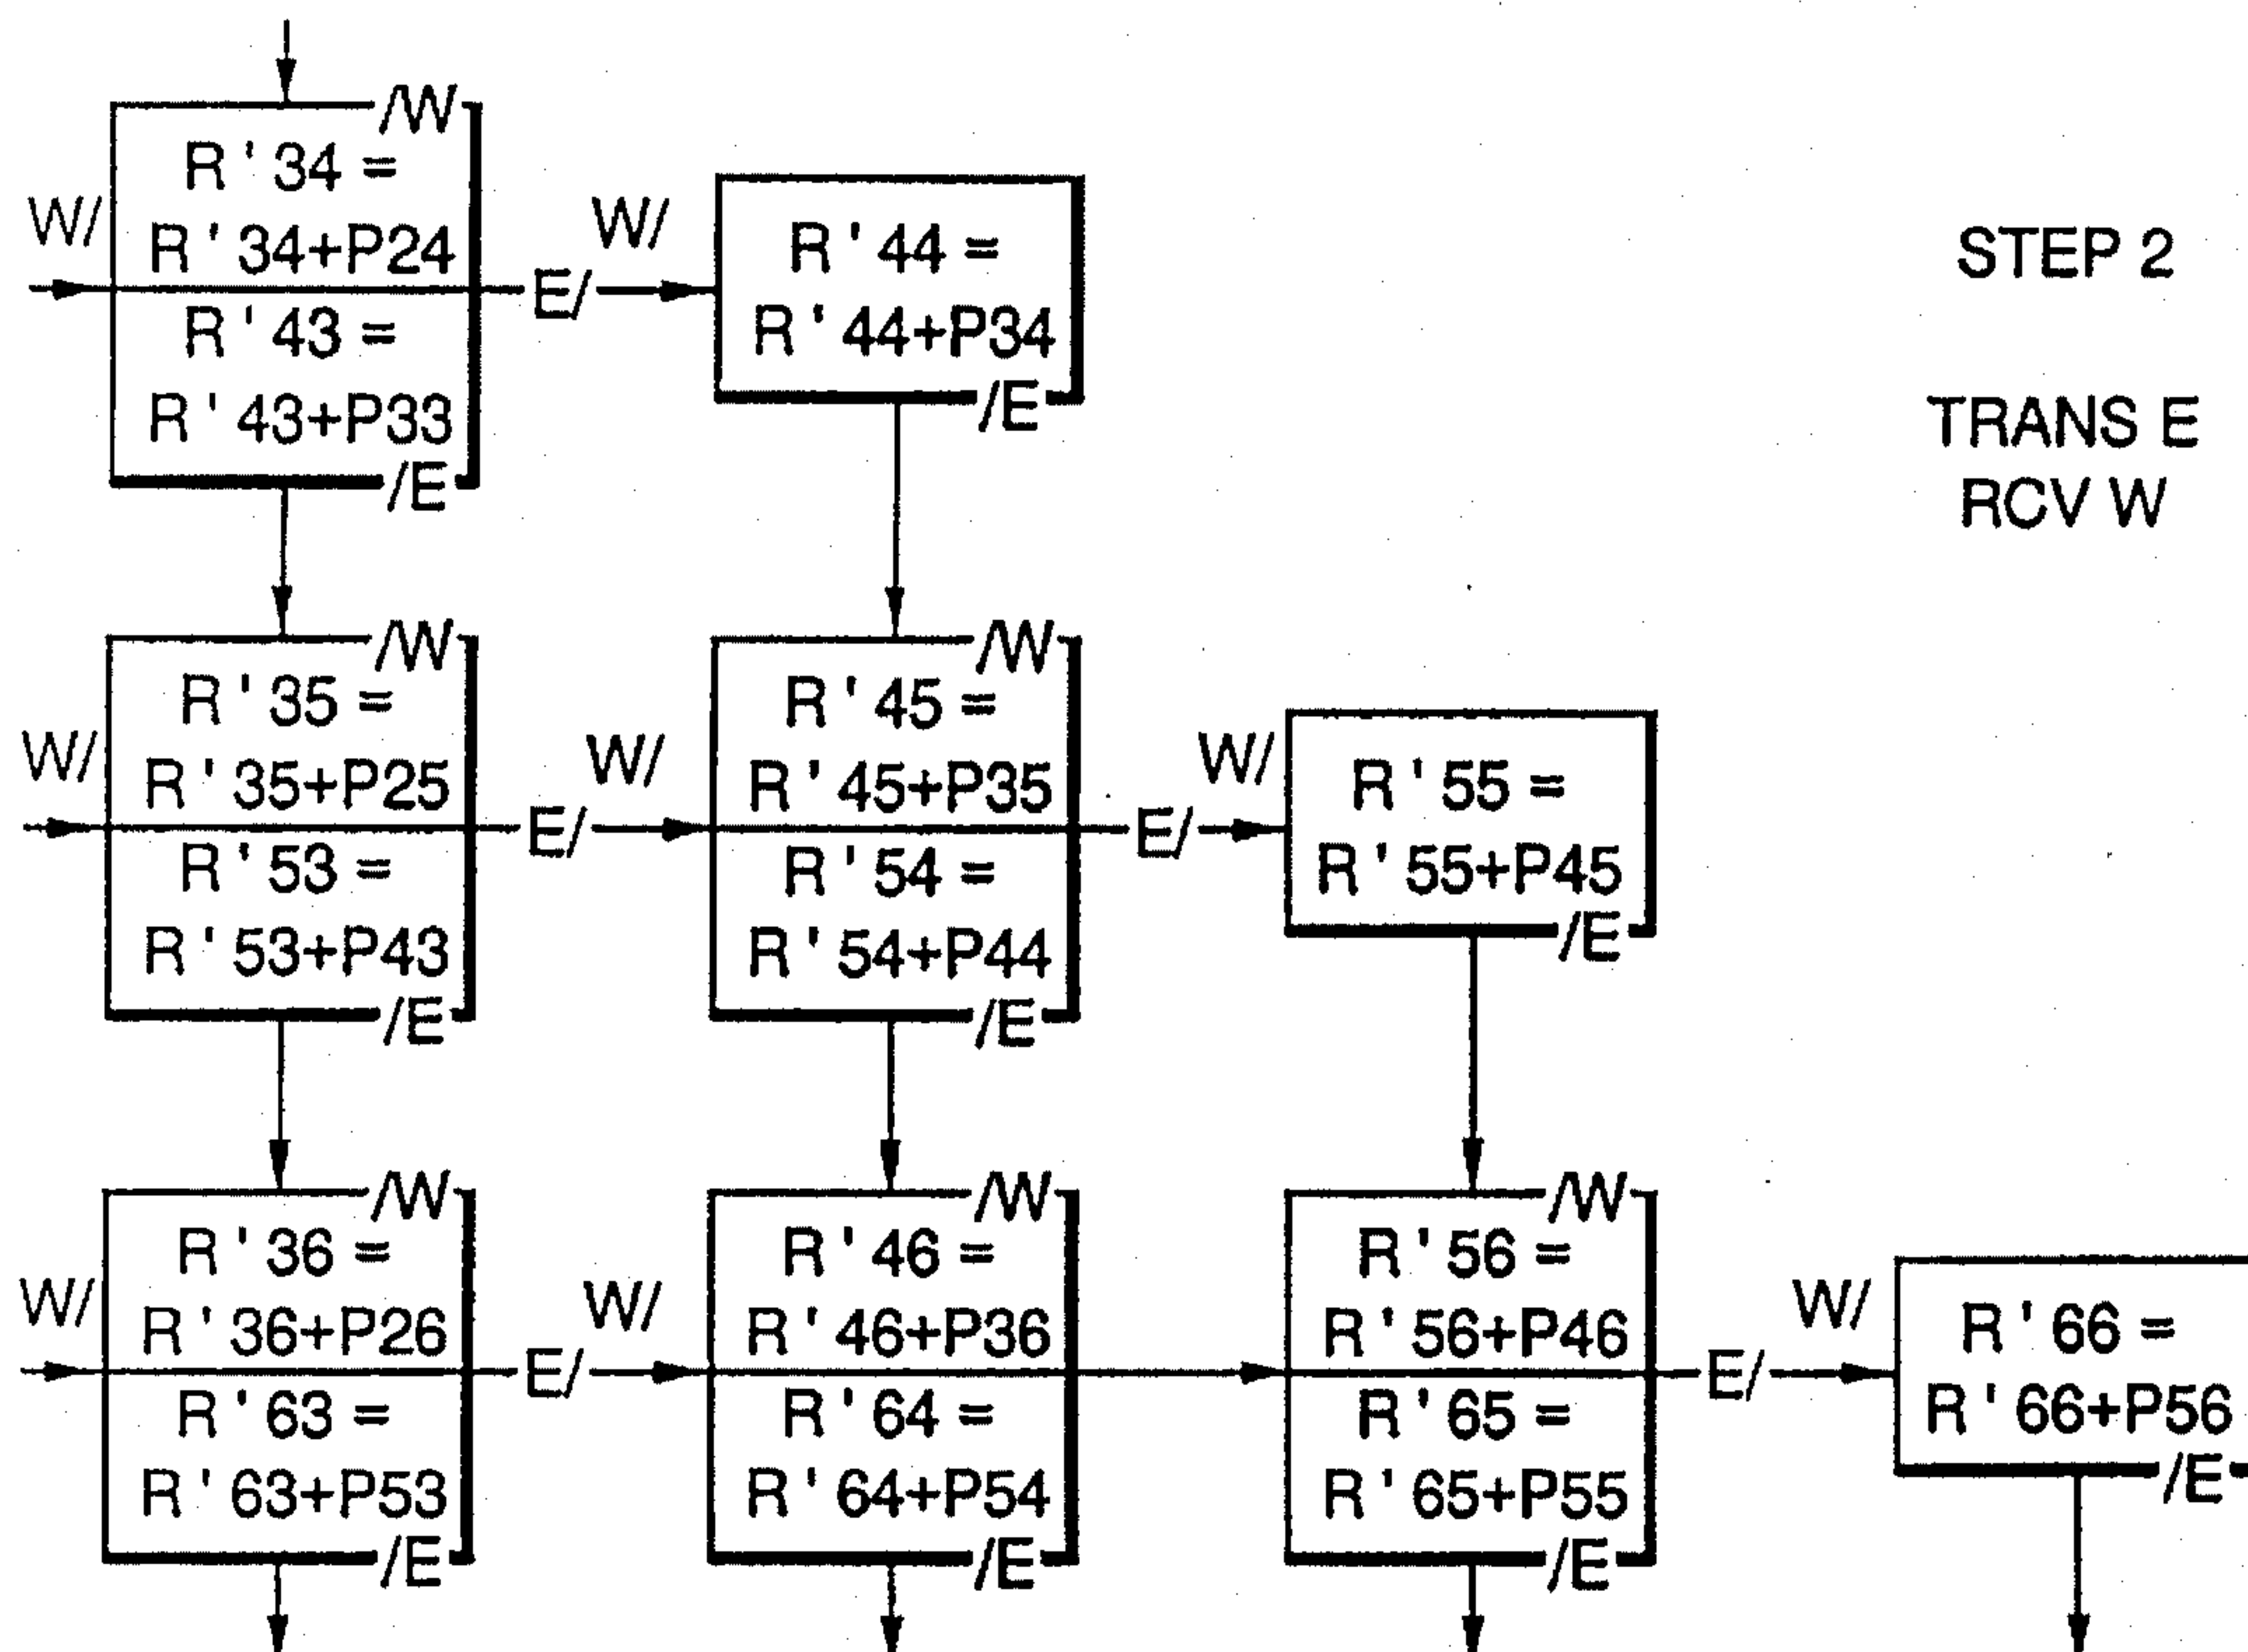 /W
R ' 34 =
W/
R ' 34+P24
E/
R ' 43 =
R ' 43+P33
/E
W/
R ' 44 =
R ' 44+P34
/E
STEP 2
TRANS E
RCV W
/W
R ' 35 =
W/
R ' 35+P25
E/
R ' 53 =
R ' 53+P43
/E
/W
R ' 45 =
W/
R ' 45+P35
E/
R ' 54 =
R ' 54+P44
/E
W/
R ' 55 =
R ' 55+P45
/E
/W
R ' 36 =
W/
R ' 36+P26
E/
R ' 63 =
R ' 63+P53
/E
/W
R ' 46 =
W/
R ' 46+P36
R ' 64 =
R ' 64+P54
/E
/W
R ' 56 =
R ' 56+P46
E/
R ' 65 =
R ' 65+P55
/E
W/
R ' 66 =
R ' 66+P56
/E